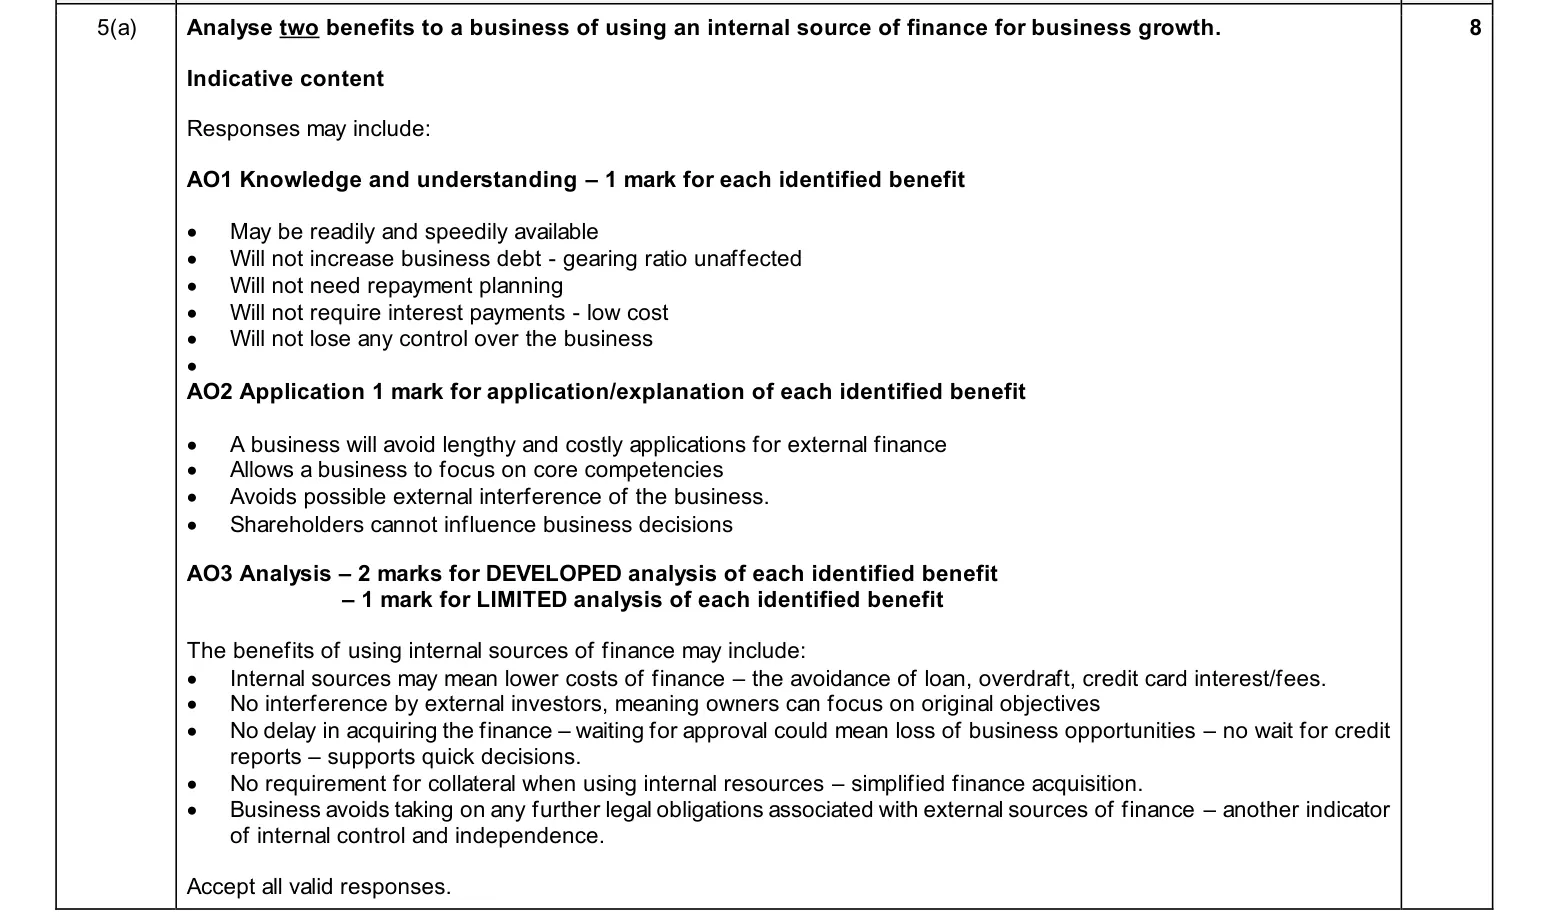 5(a) Analyse two benefits to a business of using an internal source of finance for business growth. 8
Indicative content
Responses may include:
AO1 Knowledge and understanding – 1 mark for each identified benefit
• May be readily and speedily available
• Will not increase business debt - gearing ratio unaffected
• Will not need repayment planning
• Will not require interest payments - low cost
• Will not lose any control over the business
•
AO2 Application 1 mark for application/explanation of each identified benefit
• A business will avoid lengthy and costly applications for external finance
• Allows a business to focus on core competencies
• Avoids possible external interference of the business.
• Shareholders cannot influence business decisions
AO3 Analysis – 2 marks for DEVELOPED analysis of each identified benefit
– 1 mark for LIMITED analysis of each identified benefit
The benefits of using internal sources of finance may include:
• Internal sources may mean lower costs of finance – the avoidance of loan, overdraft, credit card interest/fees.
• No interference by external investors, meaning owners can focus on original objectives
• No delay in acquiring the finance – waiting for approval could mean loss of business opportunities – no wait for credit
reports – supports quick decisions.
• No requirement for collateral when using internal resources – simplified finance acquisition.
• Business avoids taking on any further legal obligations associated with external sources of finance – another indicator
of internal control and independence.
Accept all valid responses.